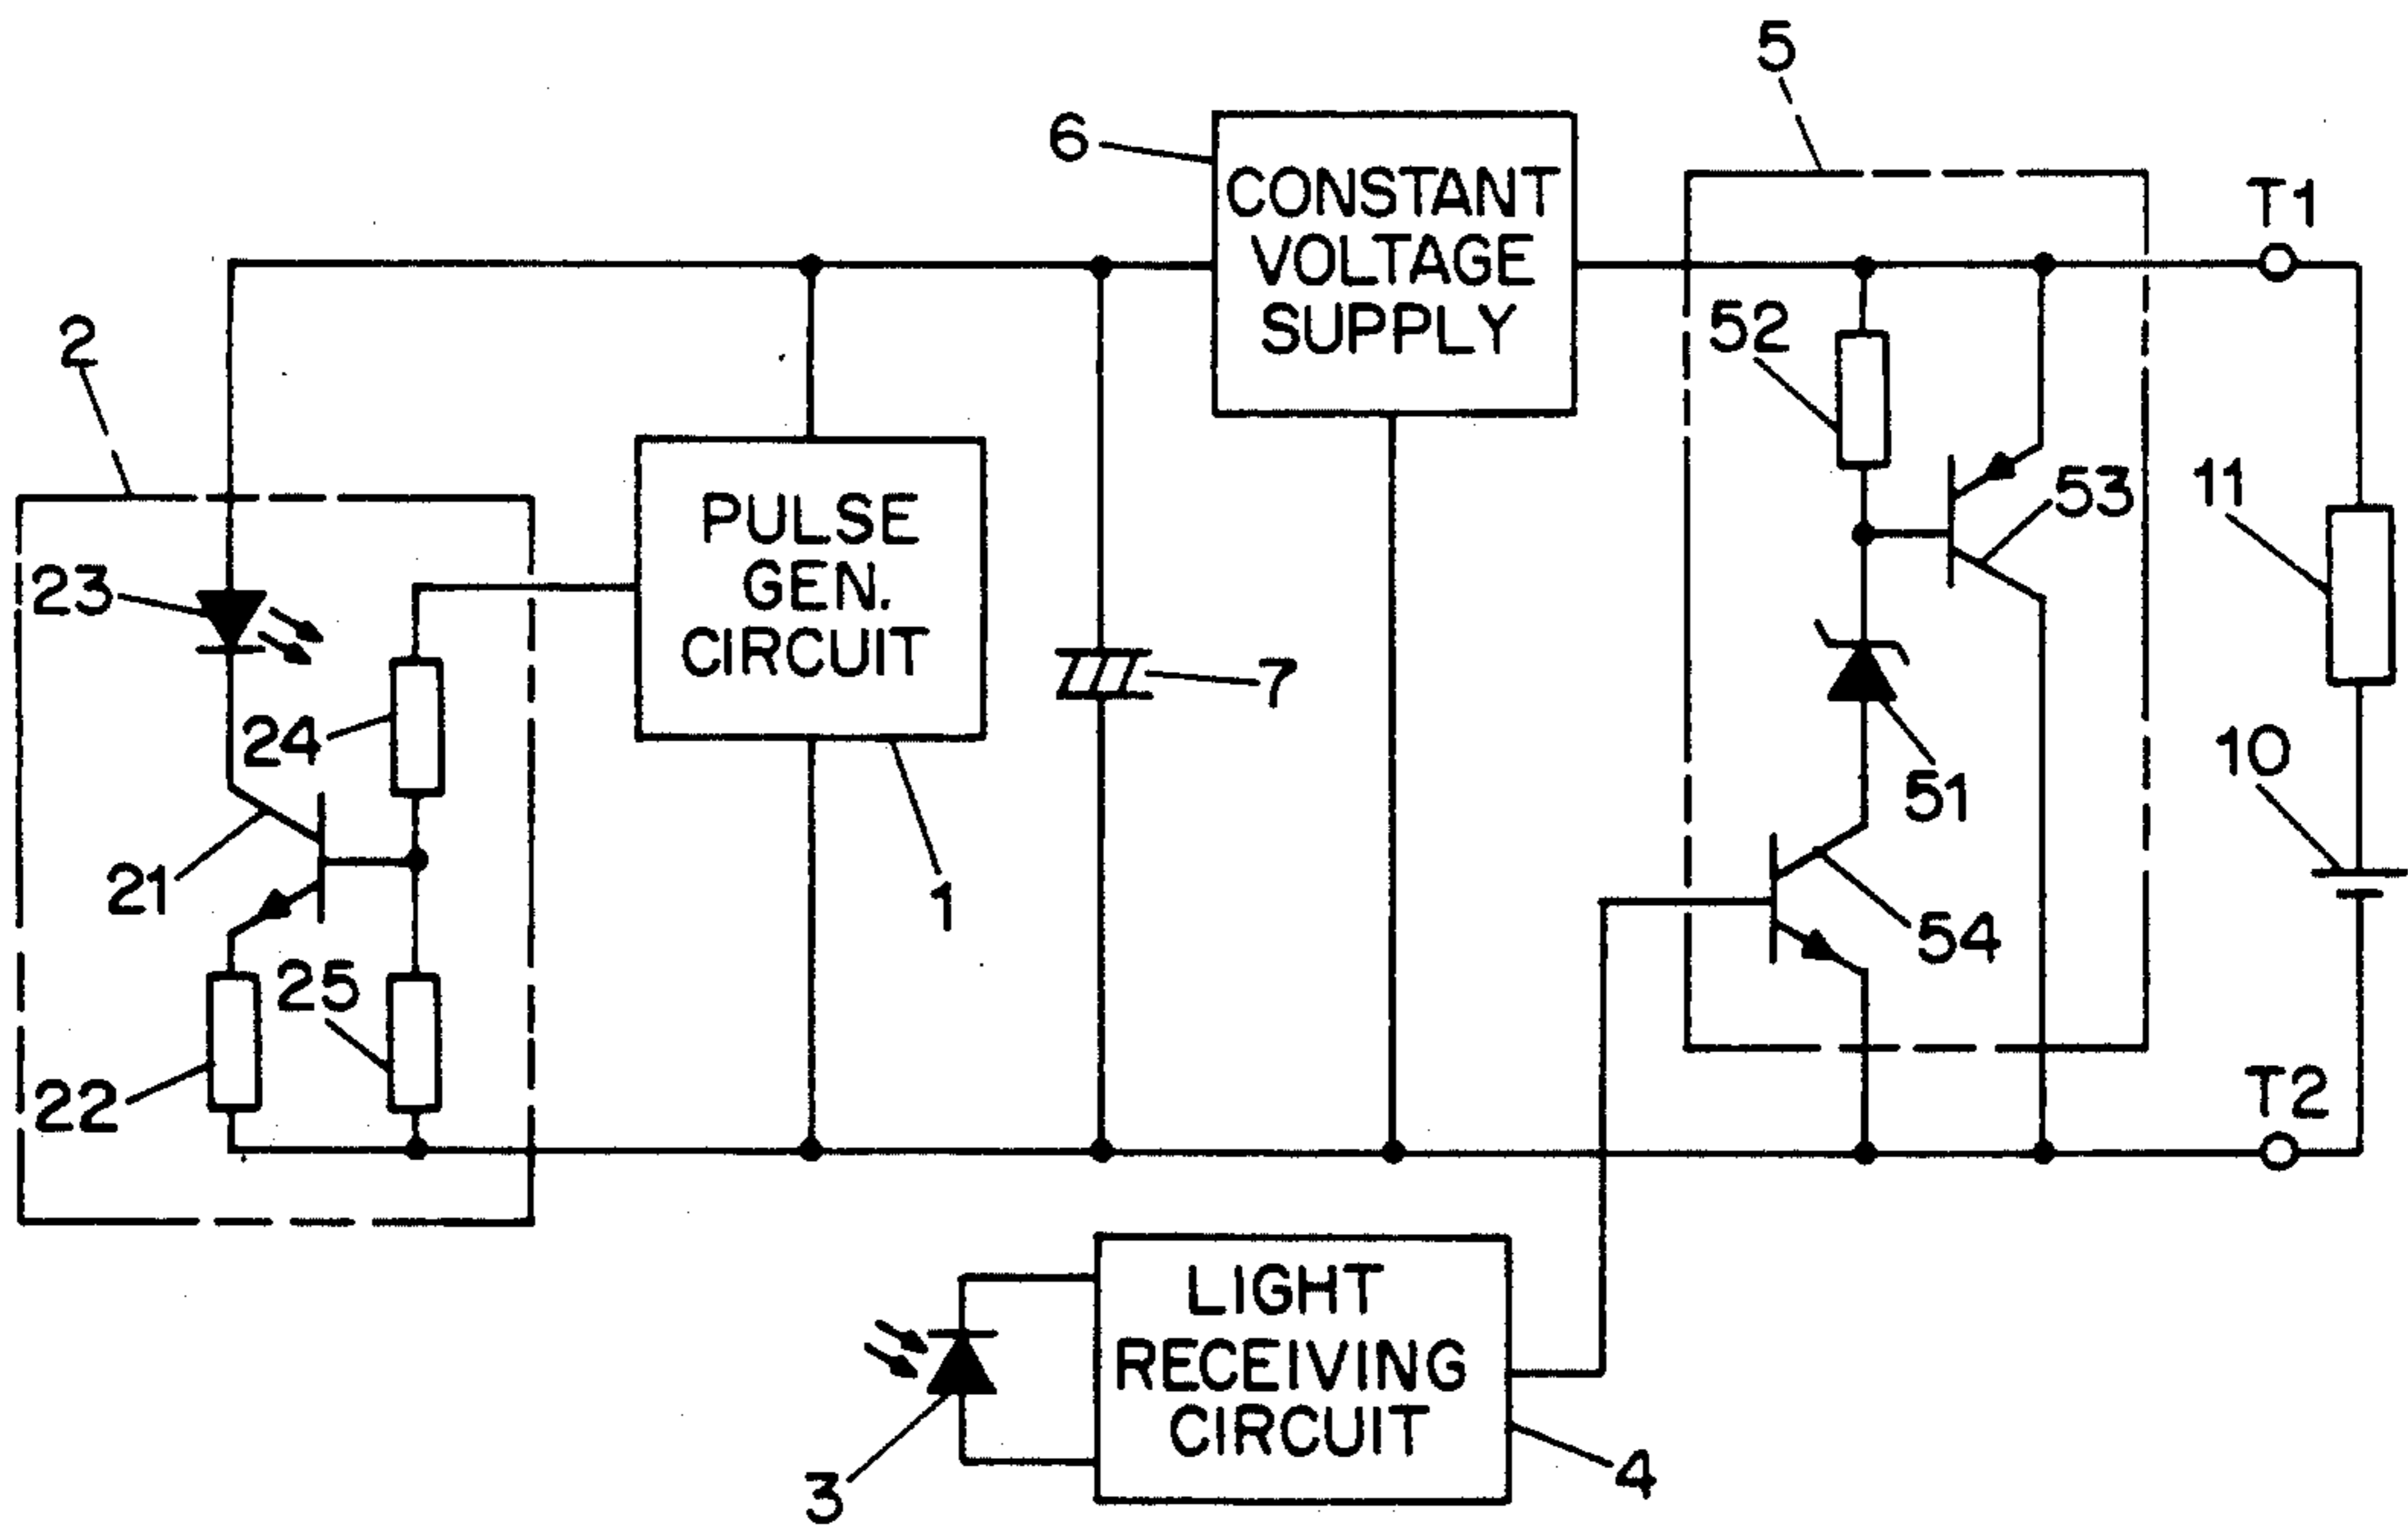 5
6
CONSTANT
VOLTAGE
SUPPLY
T1
52
2
53
11
PULSE
GEN.
CIRCUIT
23
7
24
10
51
21
1
54
25
22
T2
LIGHT
RECEIVING
CIRCUIT
3
4